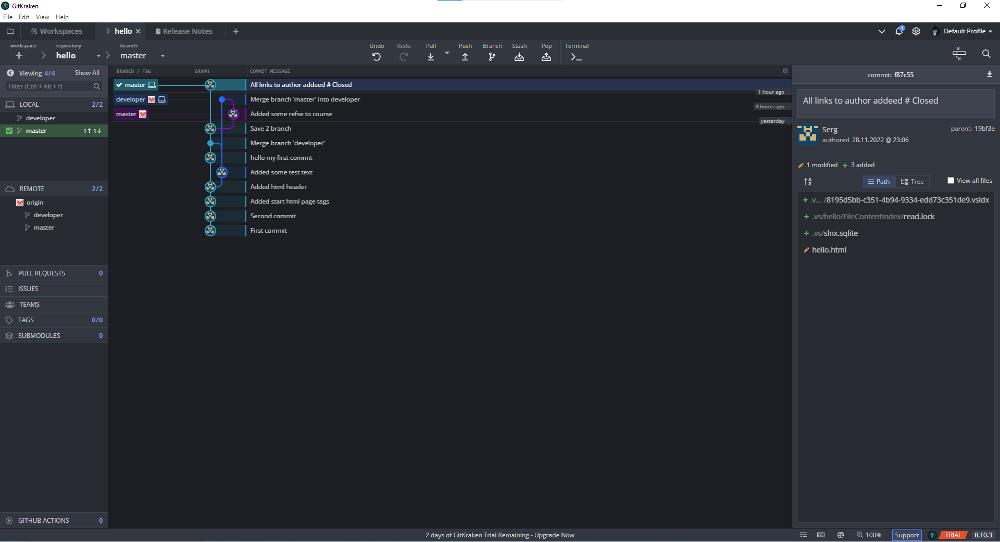 GitKraken
File Edit View Help
Workspaces hello Release Notes
1
Default Profile
workspace repository branch
hello master
Undo Redo Pull Push Branch Stash Pop Terminal
Viewing 4/4 Show All
Filter (Ctrl + Alt + f)
LOCAL 2/2
developer
master 1↑ 1↓
REMOTE 2/2
origin
developer
master
PULL REQUESTS 0
ISSUES
TEAMS
TAGS 0/0
SUBMODULES 0
GITHUB ACTIONS 0
BRANCH / TAG GRAPH COMMIT MESSAGE
master All links to author addeed # Closed
1 hour ago
developer Merge branch 'master' into developer
3 hours ago
master Added some refse to course
yesterday
Save 2 branch
Merge branch 'developer'
hello my first commit
Added some test text
Added html header
Added start html page tags
Second commit
First commit
commit: f87c55
All links to author addeed # Closed
Serg parent: 19bf3e
authored 28.11.2022 @ 23:06
1 modified + 3 added
Path Tree View all files
+ .v... /8195d5bb-c351-4b94-9334-edd73c351de9.vsidx
+ .vs/hello/FileContentIndex/read.lock
+ .vs/slnx.sqlite
hello.html
2 days of GitKraken Trial Remaining - Upgrade Now
100% Support TRIAL 8.10.3